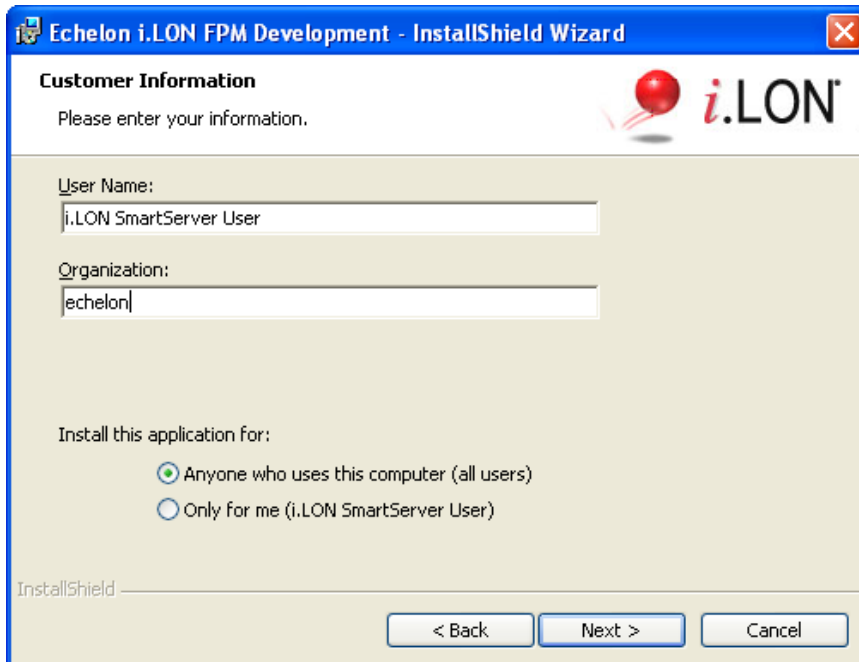 Echelon i.LON FPM Development - InstallShield Wizard
Customer Information
Please enter your information.
i.LON
User Name:
i.LON SmartServer User
Organization:
echelon
Install this application for:
Anyone who uses this computer (all users)
Only for me (i.LON SmartServer User)
InstallShield
< Back
Next >
Cancel